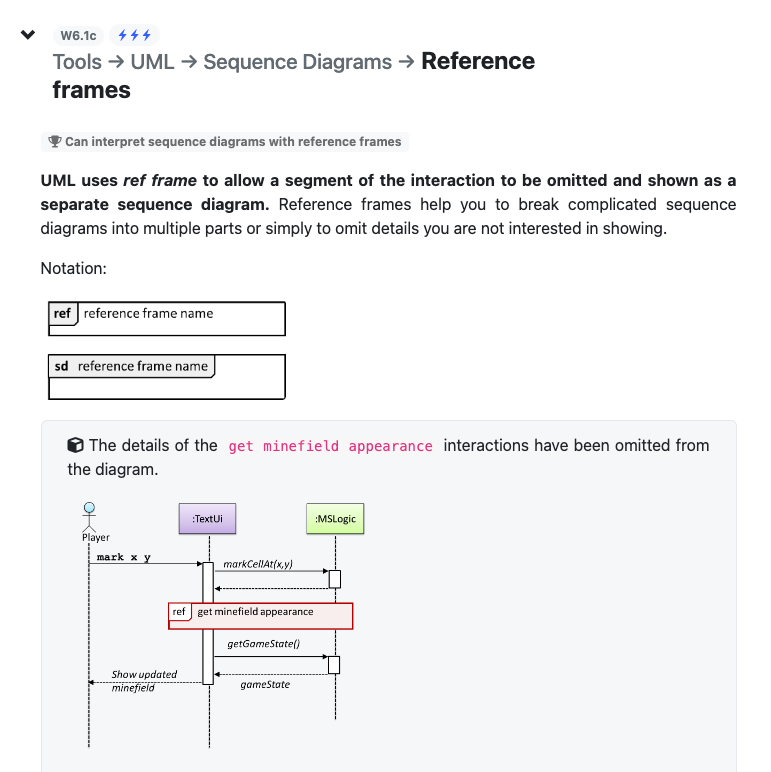 W6.1c
Tools → UML → Sequence Diagrams → Reference
frames
Can interpret sequence diagrams with reference frames
UML uses ref frame to allow a segment of the interaction to be omitted and shown as a
separate sequence diagram. Reference frames help you to break complicated sequence
diagrams into multiple parts or simply to omit details you are not interested in showing.
Notation:
ref reference frame name
sd reference frame name
The details of the get minefield appearance interactions have been omitted from
the diagram.
:TextUi
:MSLogic
Player
mark x y
markCellAt(x,y)
ref get minefield appearance
getGameState()
Show updated
minefield
gameState